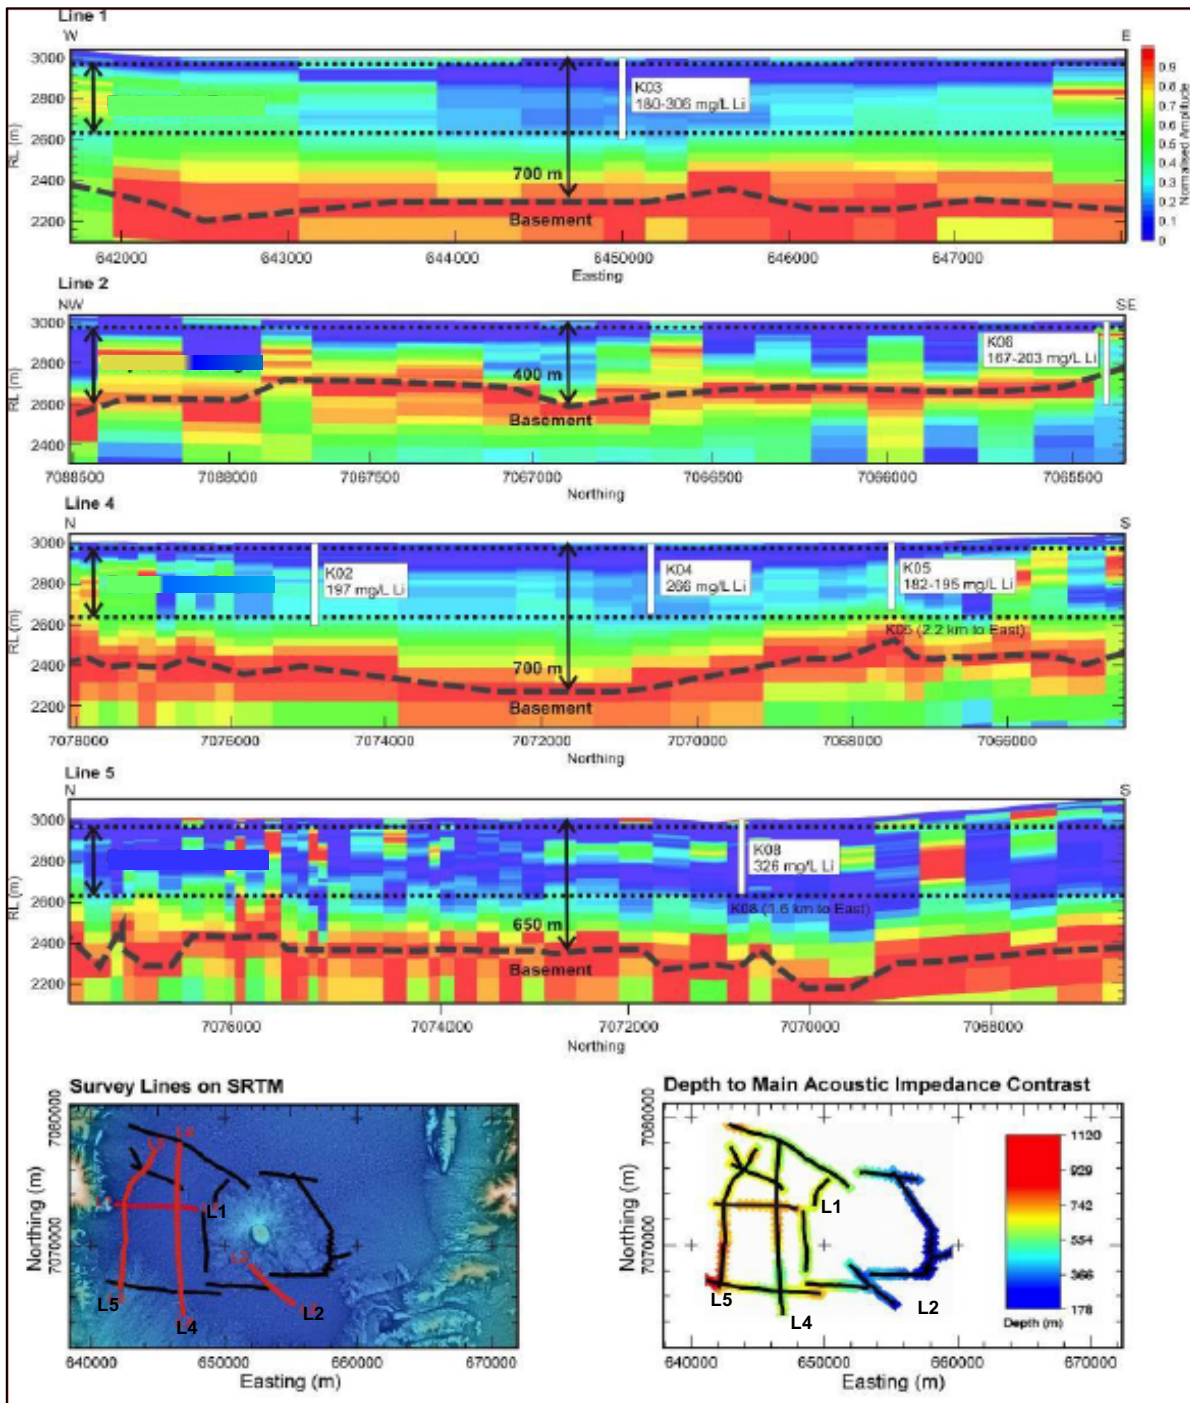 Line 1
W
E
3000
2800
2600
2400
2200
RL (m)
K03
180-306 mg/L Li
700 m
Basement
0.9
0.8
0.7
0.6
0.5
0.4
0.3
0.2
0.1
0
Normalised Amplitude
642000 643000 644000 6450000 646000 647000
Easting
Line 2
NW
SE
3000
2800
2600
2400
RL (m)
K06
167-203 mg/L Li
400 m
Basement
7088500 7088000 7067500 7067000 7066500 7066000 7065500
Northing
Line 4
N
S
3000
2800
2600
2400
2200
RL (m)
K02
197 mg/L Li
K04
266 mg/L Li
K05
182-195 mg/L Li
K05 (2.2 km to East)
700 m
Basement
7078000 7076000 7074000 7072000 7070000 7068000 7066000
Northing
Line 5
N
S
3000
2800
2600
2400
2200
RL (m)
K08
326 mg/L Li
K08 (1.6 km to East)
650 m
Basement
7076000 7074000 7072000 7070000 7068000
Northing
Survey Lines on SRTM
7080000
7070000
Northing (m)
L1
L2
L4
L5
640000 650000 660000 670000
Easting (m)
Depth to Main Acoustic Impedance Contrast
7080000
7070000
Northing (m)
L1
L2
L4
L5
1120
929
742
554
366
178
Depth (m)
640000 650000 660000 670000
Easting (m)